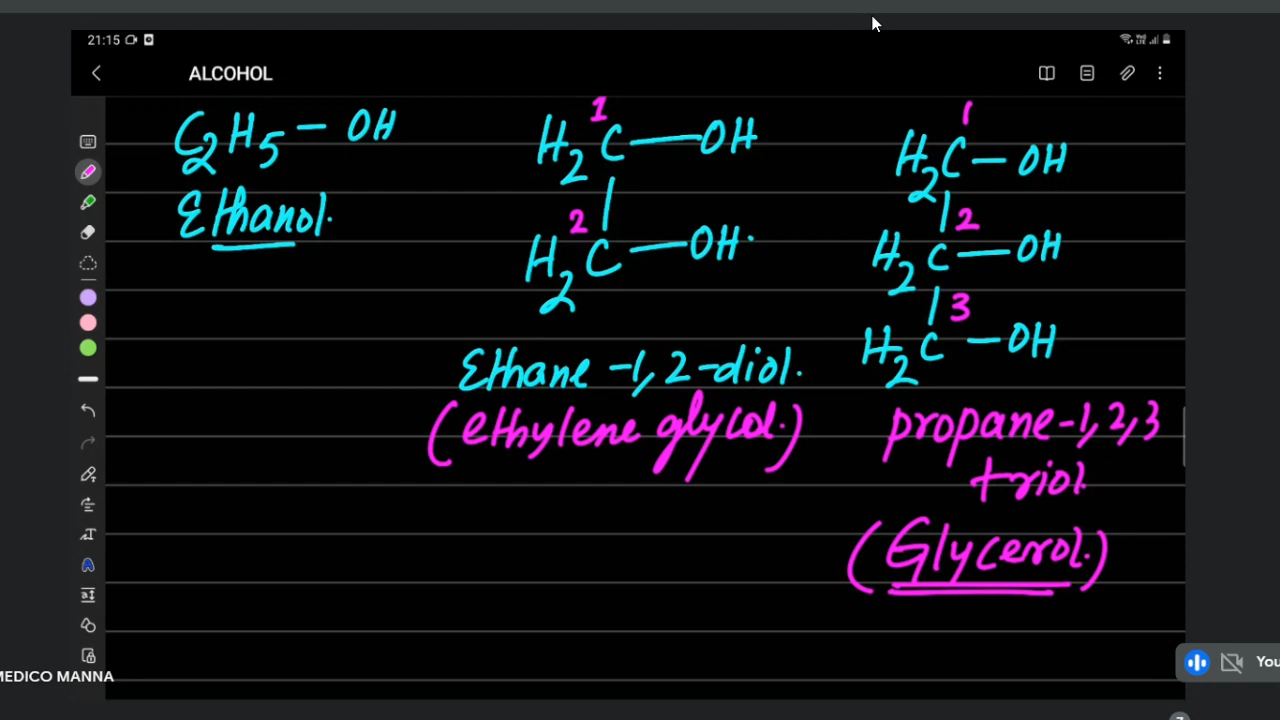 21:15
ALCOHOL
C2H5 — OH
Ethanol.
1
H2C — OH
2
H2C — OH.
Ethane -1, 2 -diol.
(ethylene glycol.)
1
H2C — OH
2
H2C — OH
3
H2C — OH
propane -1, 2, 3
triol.
(Glycerol.)
MEDICO MANNA
You